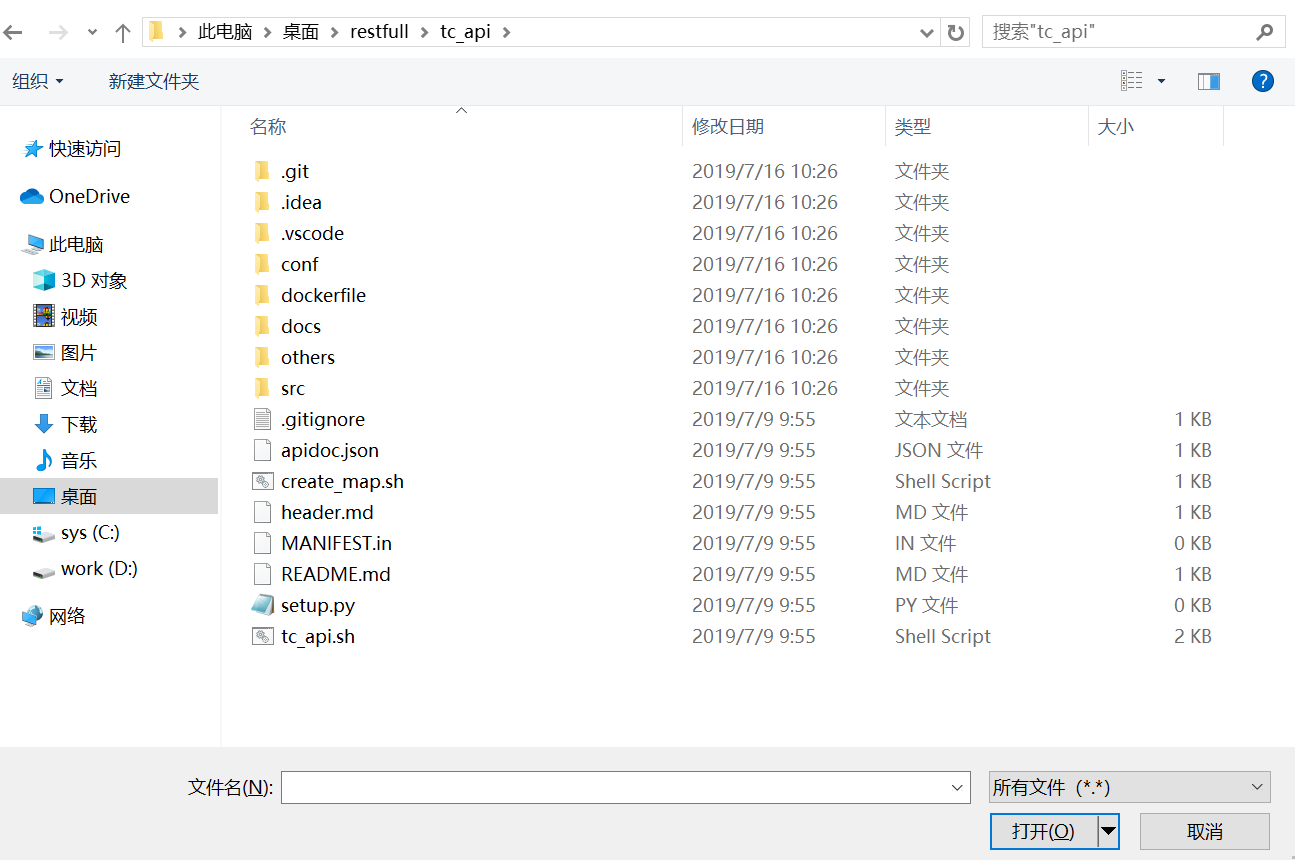 此电脑 桌面 restfull tc_api 搜索"tc_api"
组织 新建文件夹
名称 修改日期 类型 大小
快速访问
OneDrive
此电脑
3D 对象
视频
图片
文档
下载
音乐
桌面
sys (C:)
work (D:)
网络
.git 2019/7/16 10:26 文件夹
.idea 2019/7/16 10:26 文件夹
.vscode 2019/7/16 10:26 文件夹
conf 2019/7/16 10:26 文件夹
dockerfile 2019/7/16 10:26 文件夹
docs 2019/7/16 10:26 文件夹
others 2019/7/16 10:26 文件夹
src 2019/7/16 10:26 文件夹
.gitignore 2019/7/9 9:55 文本文档 1 KB
apidoc.json 2019/7/9 9:55 JSON 文件 1 KB
create_map.sh 2019/7/9 9:55 Shell Script 1 KB
header.md 2019/7/9 9:55 MD 文件 1 KB
MANIFEST.in 2019/7/9 9:55 IN 文件 0 KB
README.md 2019/7/9 9:55 MD 文件 1 KB
setup.py 2019/7/9 9:55 PY 文件 0 KB
tc_api.sh 2019/7/9 9:55 Shell Script 2 KB
文件名(N): 所有文件 (*.*)
打开(O) 取消